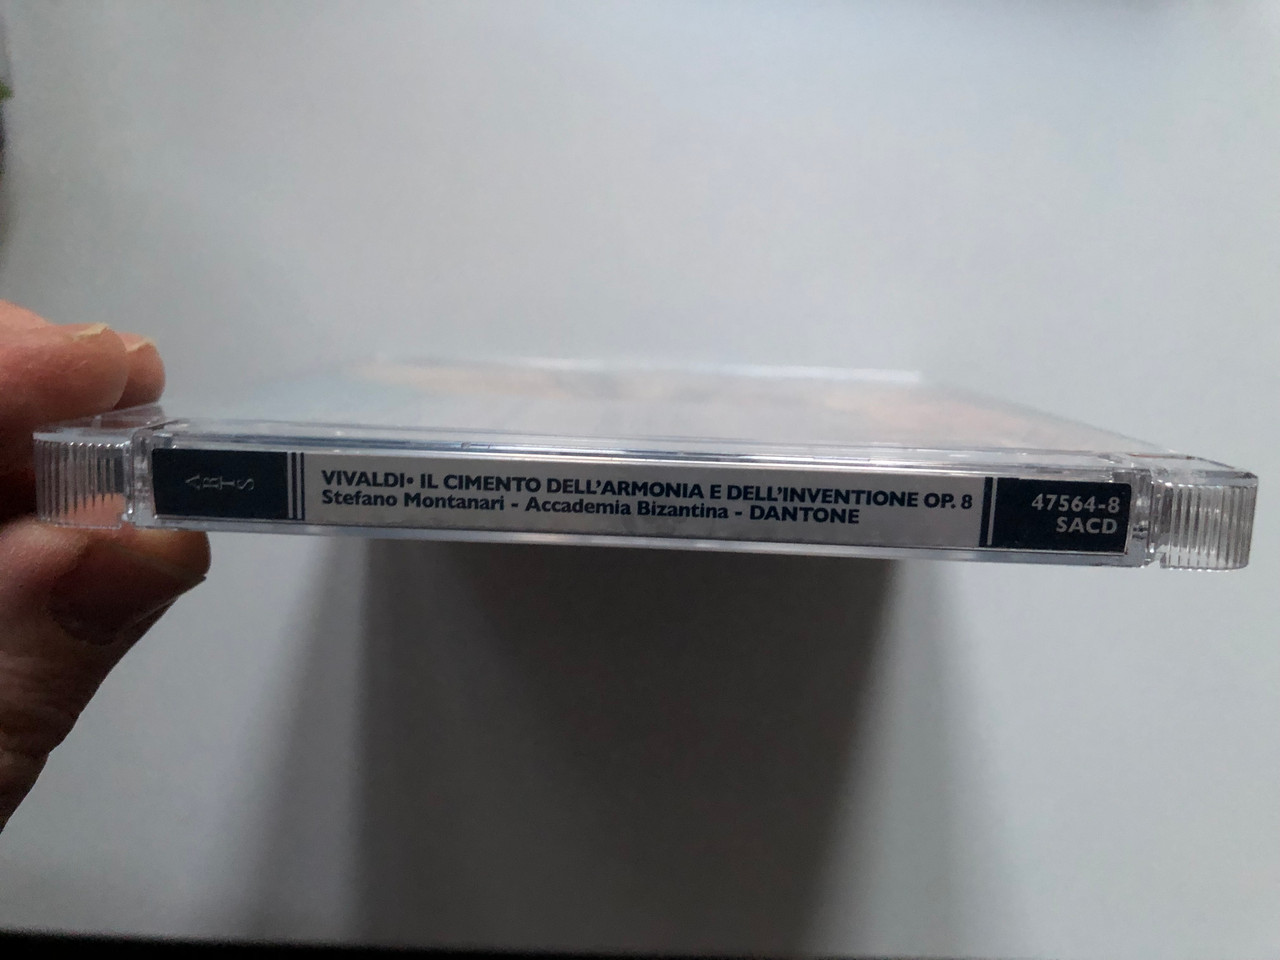 ARTS
VIVALDI• IL CIMENTO DELL'ARMONIA E DELL'INVENTIONE OP. 8
Stefano Montanari - Accademia Bizantina - DANTONE
47564-8
SACD